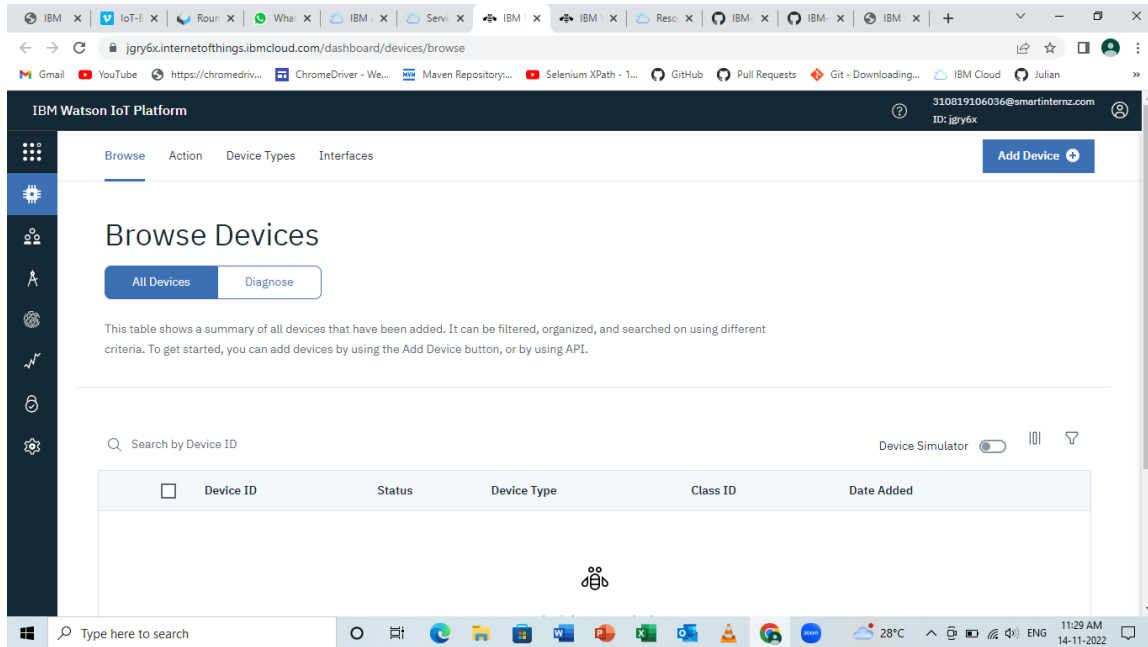 IBM
IoT-E
Roun
What
IBM
Servi
IBM
IBM
Reso
IBM-
IBM-
IBM
jgry6x.internetofthings.ibmcloud.com/dashboard/devices/browse
Gmail YouTube https://chromedriv... ChromeDriver - We... Maven Repository:... Selenium XPath - 1... GitHub Pull Requests Git - Downloading... IBM Cloud Julian »
IBM Watson IoT Platform
310819106036@smartinternz.com
ID: jgry6x
Browse Action Device Types Interfaces
Add Device
Browse Devices
All Devices Diagnose
This table shows a summary of all devices that have been added. It can be filtered, organized, and searched on using different
criteria. To get started, you can add devices by using the Add Device button, or by using API.
Search by Device ID
Device Simulator
Device ID Status Device Type Class ID Date Added
Type here to search
zoom
28°C
ENG
11:29 AM
14-11-2022